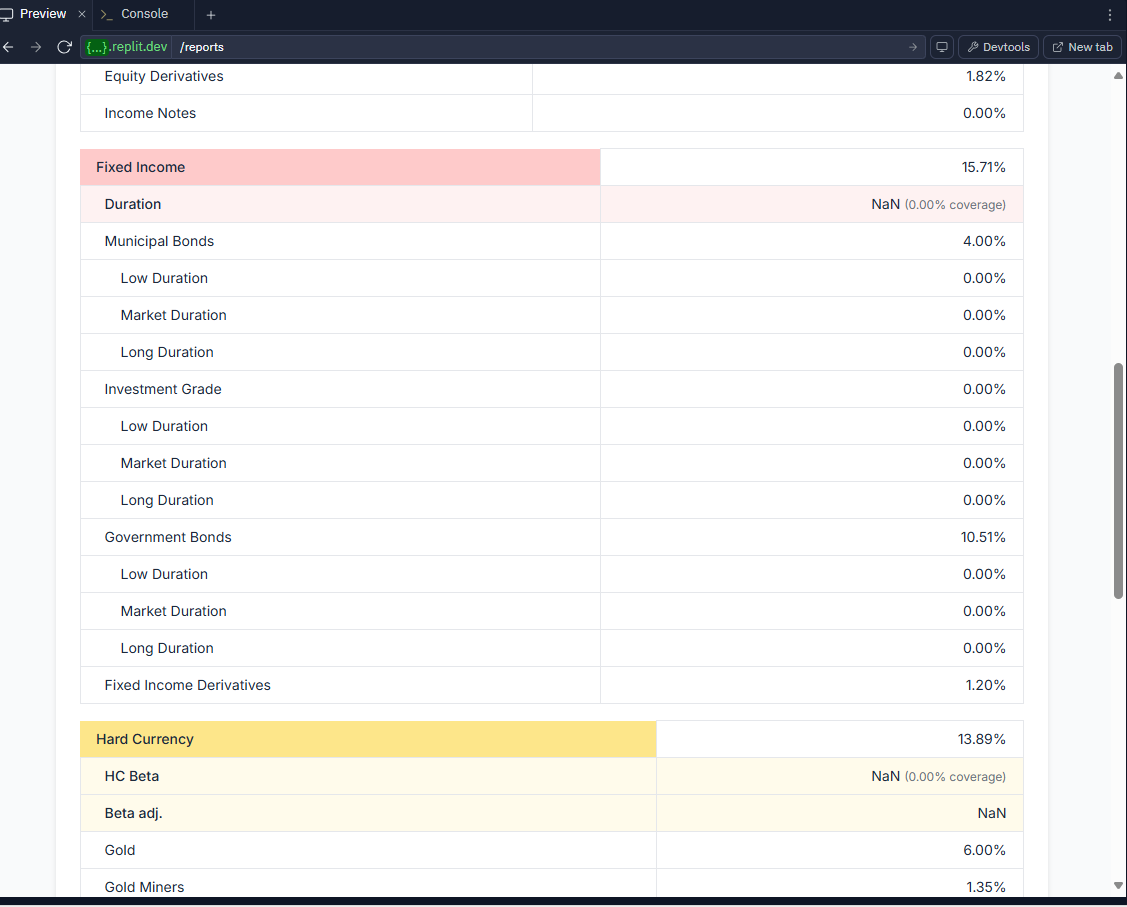 Preview
Console
{...}.replit.dev /reports
Devtools
New tab
Equity Derivatives 1.82%
Income Notes 0.00%
Fixed Income 15.71%
Duration NaN (0.00% coverage)
Municipal Bonds 4.00%
Low Duration 0.00%
Market Duration 0.00%
Long Duration 0.00%
Investment Grade 0.00%
Low Duration 0.00%
Market Duration 0.00%
Long Duration 0.00%
Government Bonds 10.51%
Low Duration 0.00%
Market Duration 0.00%
Long Duration 0.00%
Fixed Income Derivatives 1.20%
Hard Currency 13.89%
HC Beta NaN (0.00% coverage)
Beta adj. NaN
Gold 6.00%
Gold Miners 1.35%